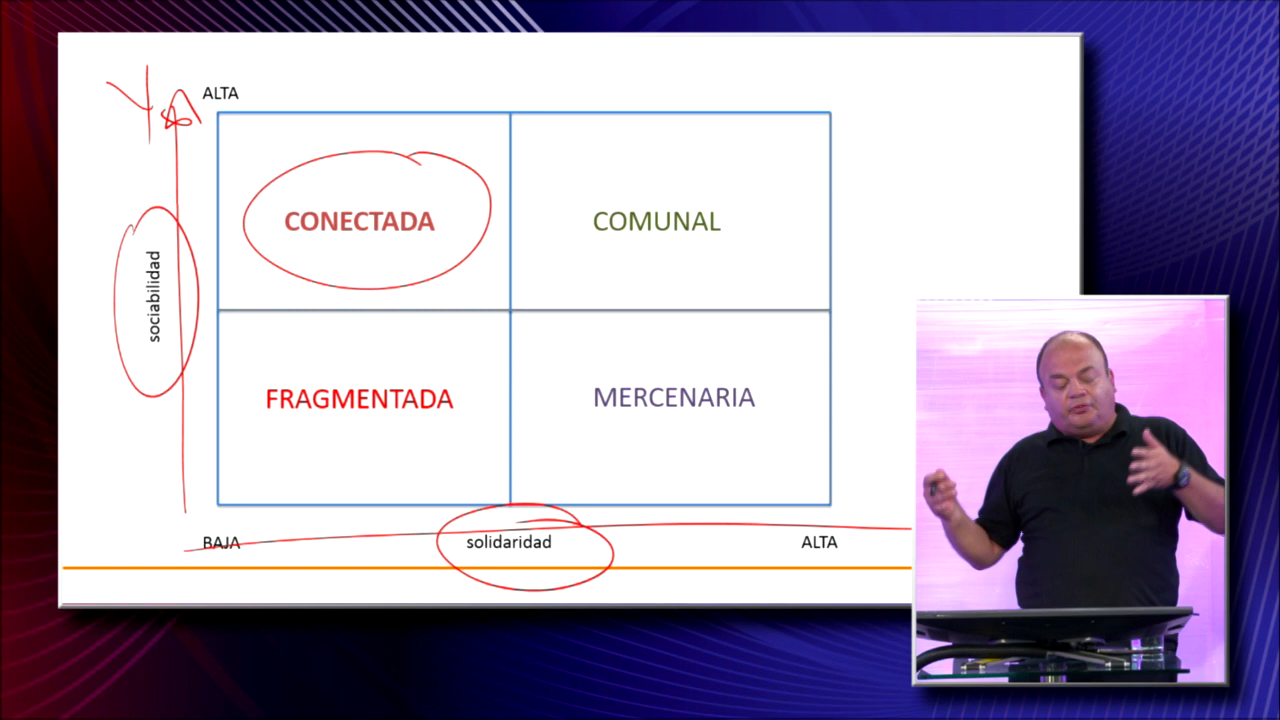 Y
ALTA
CONECTADA
COMUNAL
sociabilidad
FRAGMENTADA
MERCENARIA
BAJA
solidaridad
ALTA